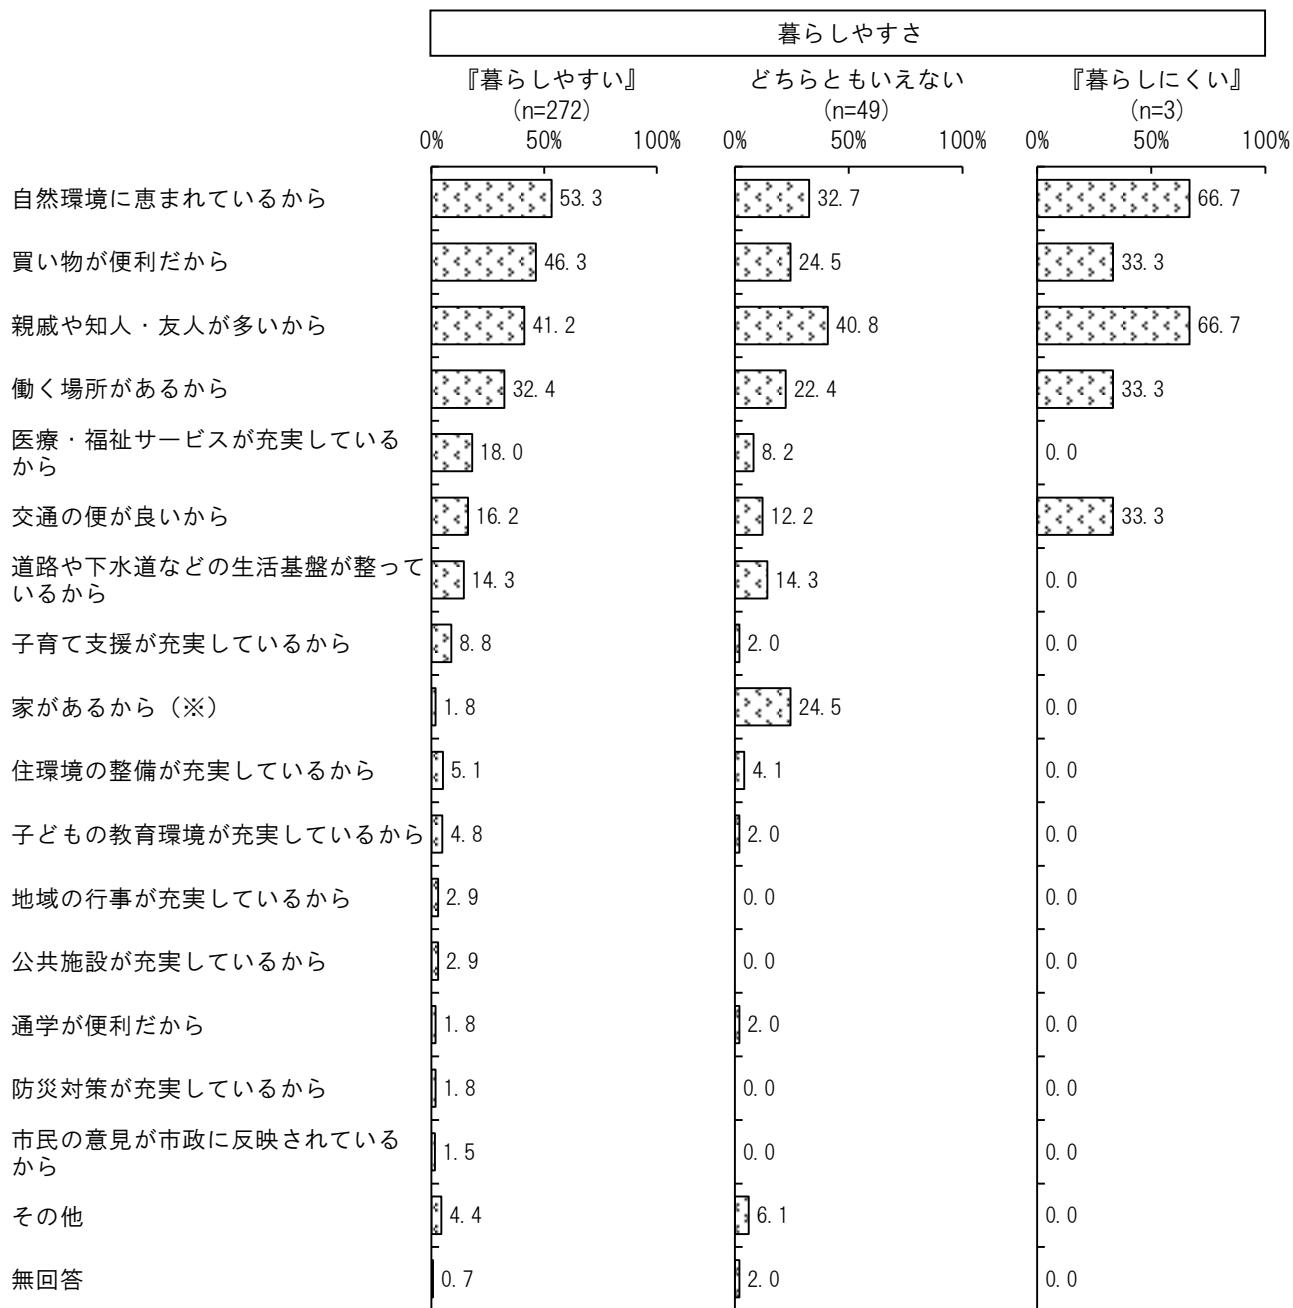 暮らしやすさ
『暮らしやすい』 どちらともいえない 『暮らしにくい』
(n=272) (n=49) (n=3)
0% 50% 100% 0% 50% 100% 0% 50% 100%
自然環境に恵まれているから 53.3 32.7 66.7
買い物が便利だから 46.3 24.5 33.3
親戚や知人・友人が多いから 41.2 40.8 66.7
働く場所があるから 32.4 22.4 33.3
医療・福祉サービスが充実している
から 18.0 8.2 0.0
交通の便が良いから 16.2 12.2 33.3
道路や下水道などの生活基盤が整って
いるから 14.3 14.3 0.0
子育て支援が充実しているから 8.8 2.0 0.0
家があるから（※） 1.8 24.5 0.0
住環境の整備が充実しているから 5.1 4.1 0.0
子どもの教育環境が充実しているから 4.8 2.0 0.0
地域の行事が充実しているから 2.9 0.0 0.0
公共施設が充実しているから 2.9 0.0 0.0
通学が便利だから 1.8 2.0 0.0
防災対策が充実しているから 1.8 0.0 0.0
市民の意見が市政に反映されている
から 1.5 0.0 0.0
その他 4.4 6.1 0.0
無回答 0.7 2.0 0.0